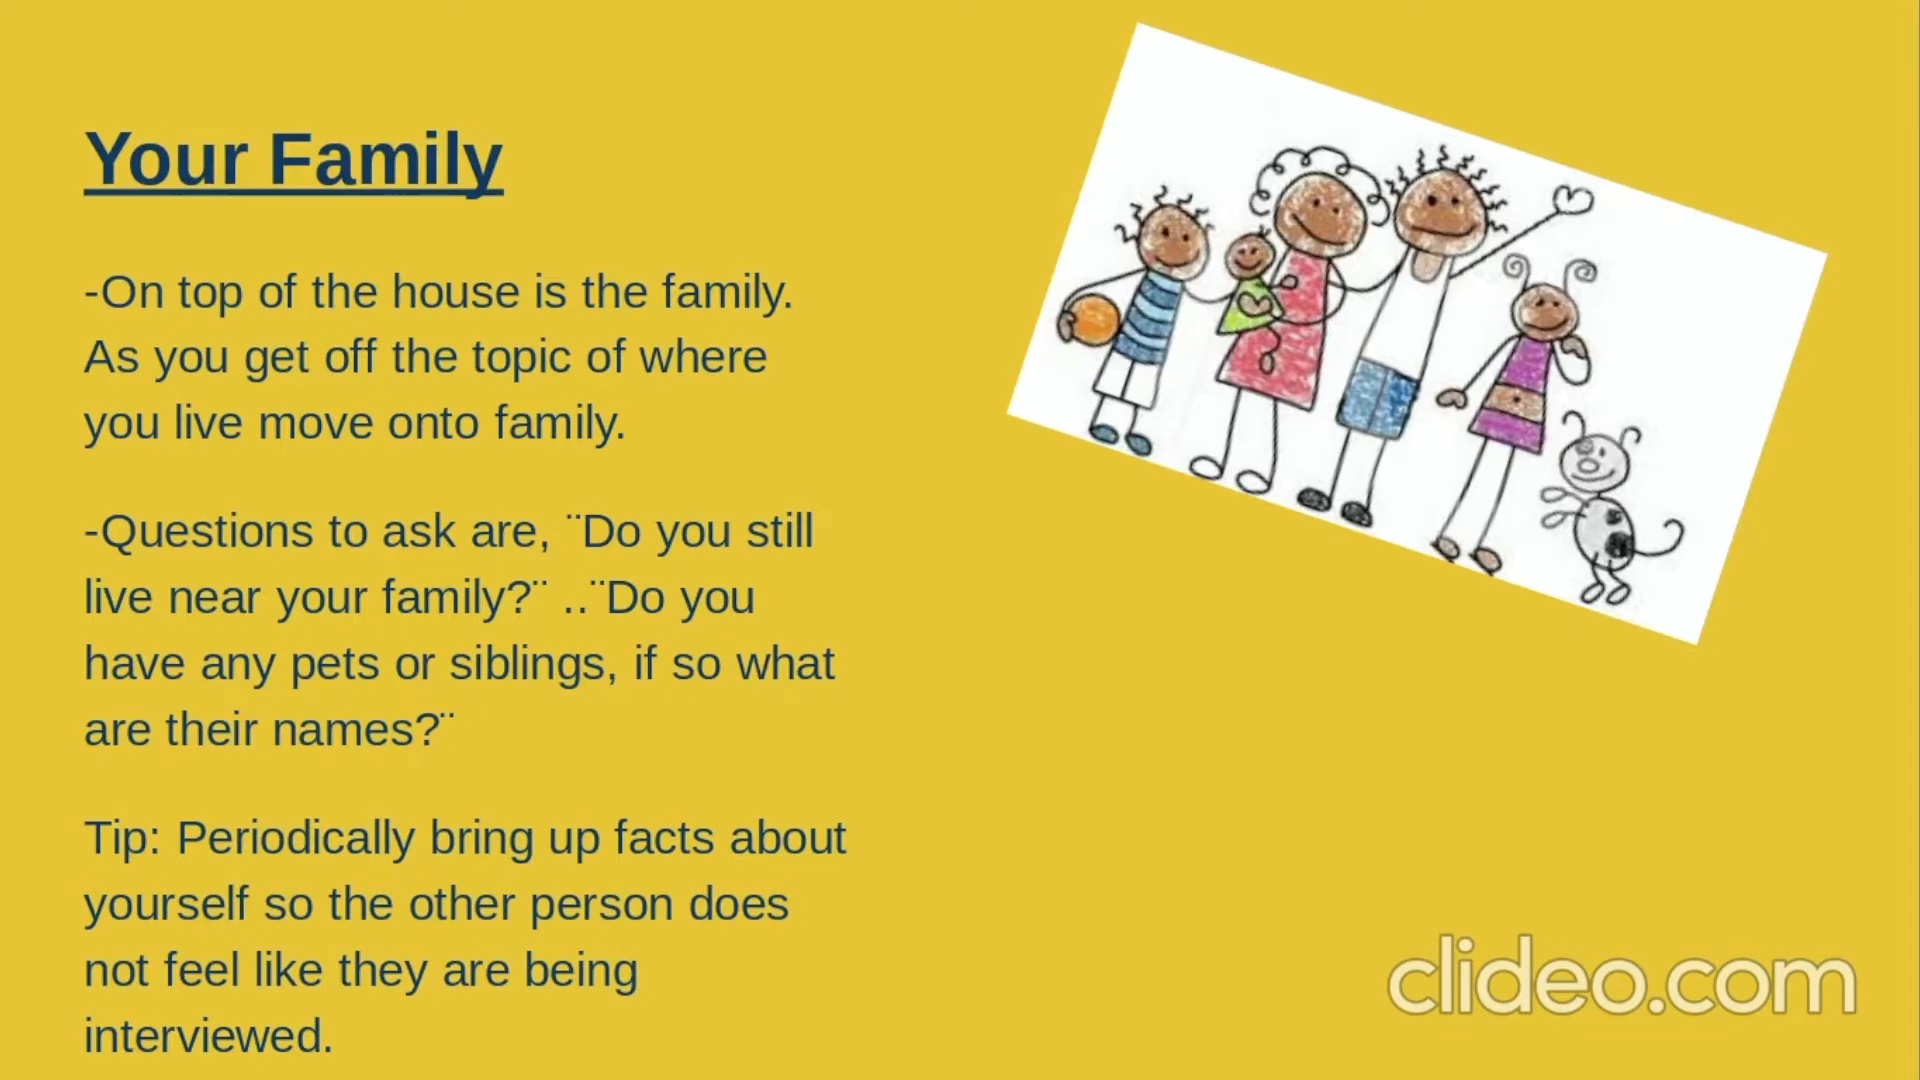 Your Family
-On top of the house is the family.
As you get off the topic of where
you live move onto family.
-Questions to ask are, ¨Do you still
live near your family?¨ ..¨Do you
have any pets or siblings, if so what
are their names?¨
Tip: Periodically bring up facts about
yourself so the other person does
not feel like they are being
interviewed.
clideo.com